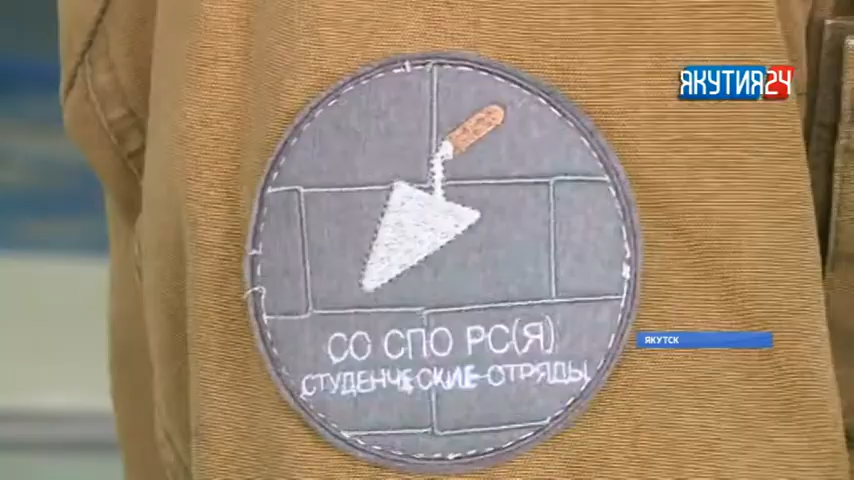 ЯКУТИЯ24
ЯКУТСК
СО СПО РС(Я)
СТУДЕНЧЕСКИЕ ОТРЯДЫ